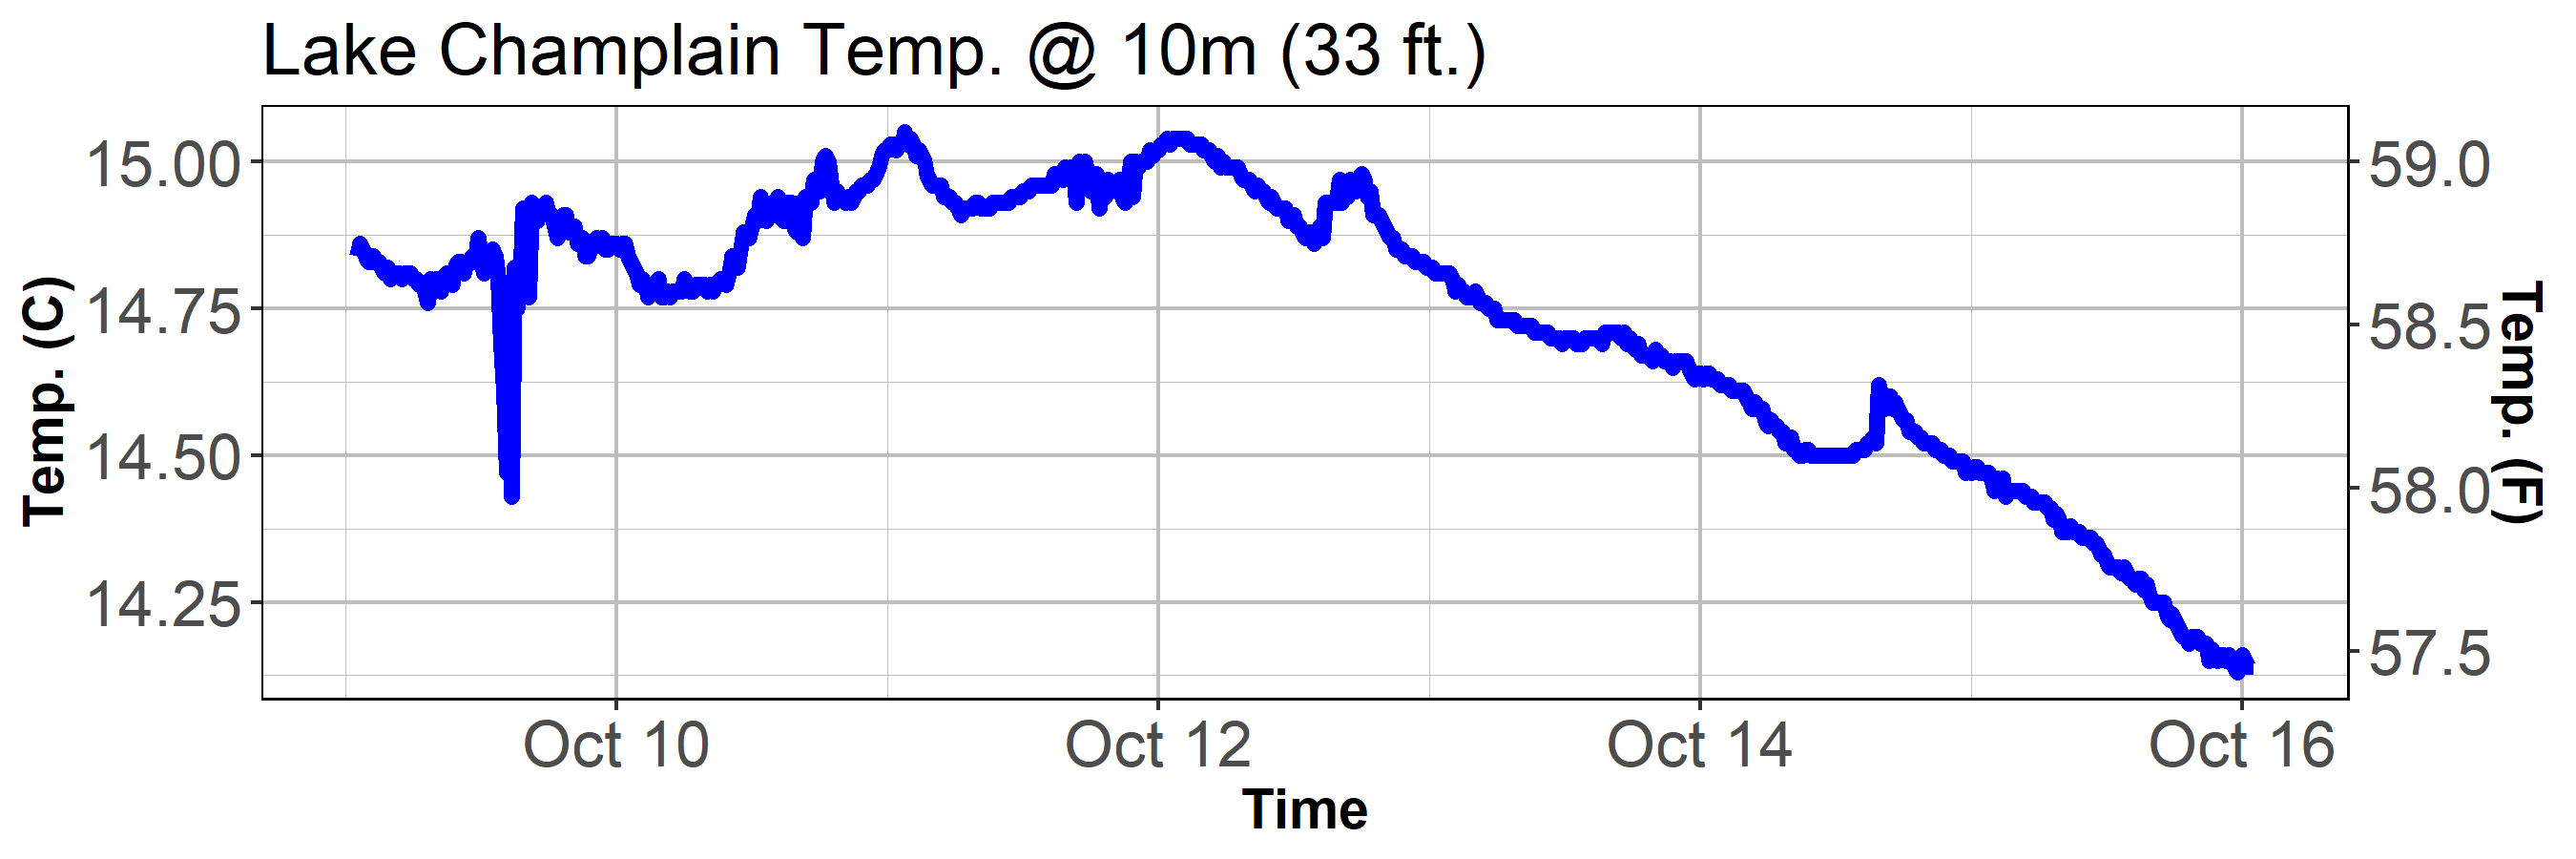 Lake Champlain Temp. @ 10m (33 ft.)
Temp. (C)
15.00
14.75
14.50
14.25
59.0
58.5
58.0
57.5
Temp. (F)
Oct 10
Oct 12
Oct 14
Oct 16
Time